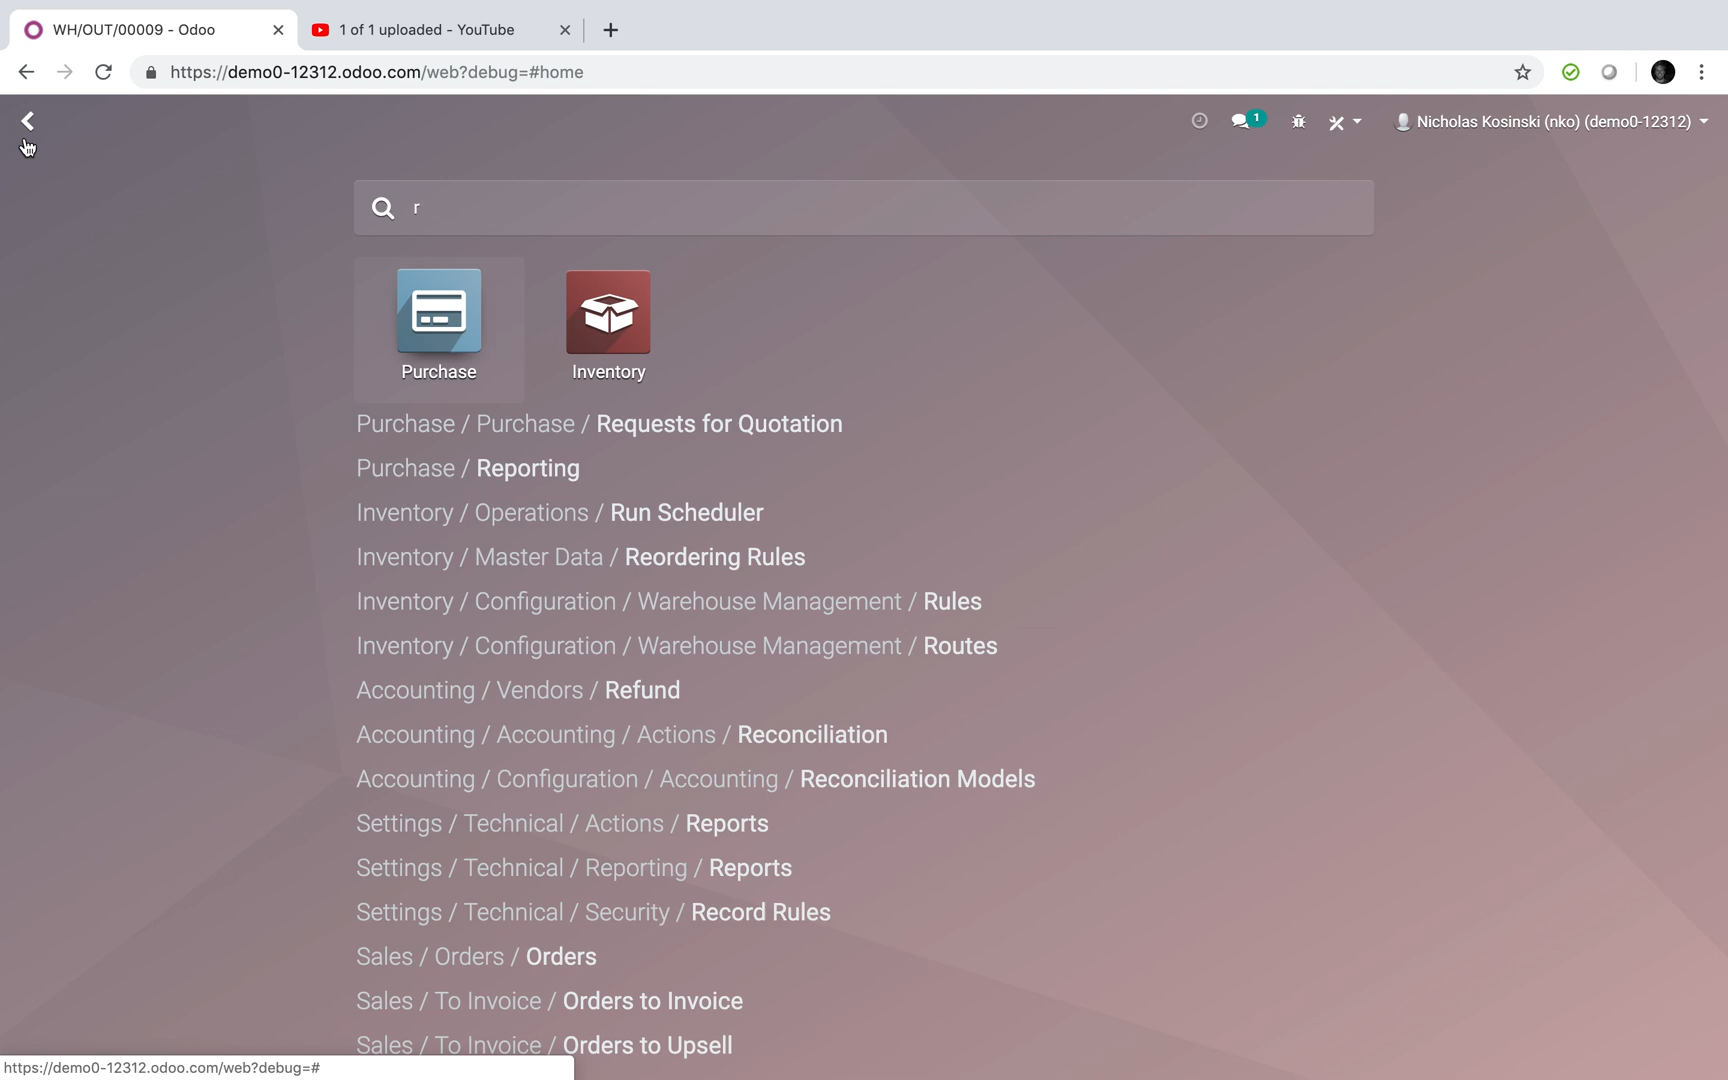 WH/OUT/00009 - Odoo
1 of 1 uploaded - YouTube
https://demo0-12312.odoo.com/web?debug=#home
1
Nicholas Kosinski (nko) (demo0-12312)
r
Purchase
Inventory
Purchase / Purchase / Requests for Quotation
Purchase / Reporting
Inventory / Operations / Run Scheduler
Inventory / Master Data / Reordering Rules
Inventory / Configuration / Warehouse Management / Rules
Inventory / Configuration / Warehouse Management / Routes
Accounting / Vendors / Refund
Accounting / Accounting / Actions / Reconciliation
Accounting / Configuration / Accounting / Reconciliation Models
Settings / Technical / Actions / Reports
Settings / Technical / Reporting / Reports
Settings / Technical / Security / Record Rules
Sales / Orders / Orders
Sales / To Invoice / Orders to Invoice
Sales / To Invoice / Orders to Upsell
https://demo0-12312.odoo.com/web?debug=#